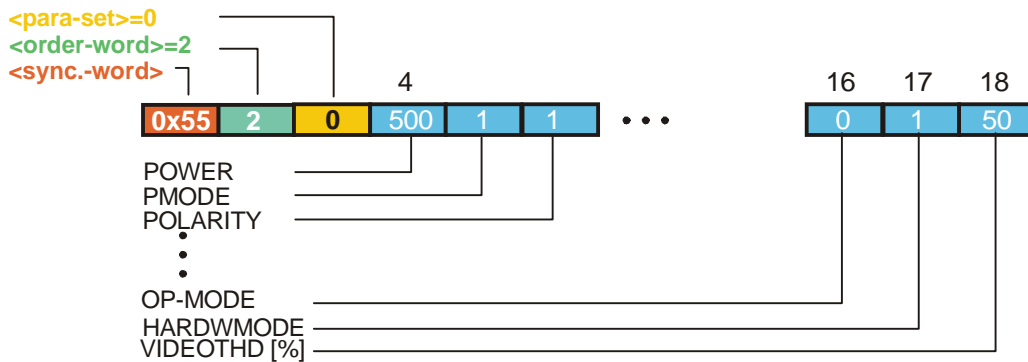 <para-set>=0
<order-word>=2
<sync.-word>
4 16 17 18
0x55 2 0 500 1 1 0 1 50
POWER
PMODE
POLARITY
OP-MODE
HARDWMODE
VIDEOTHD [%]